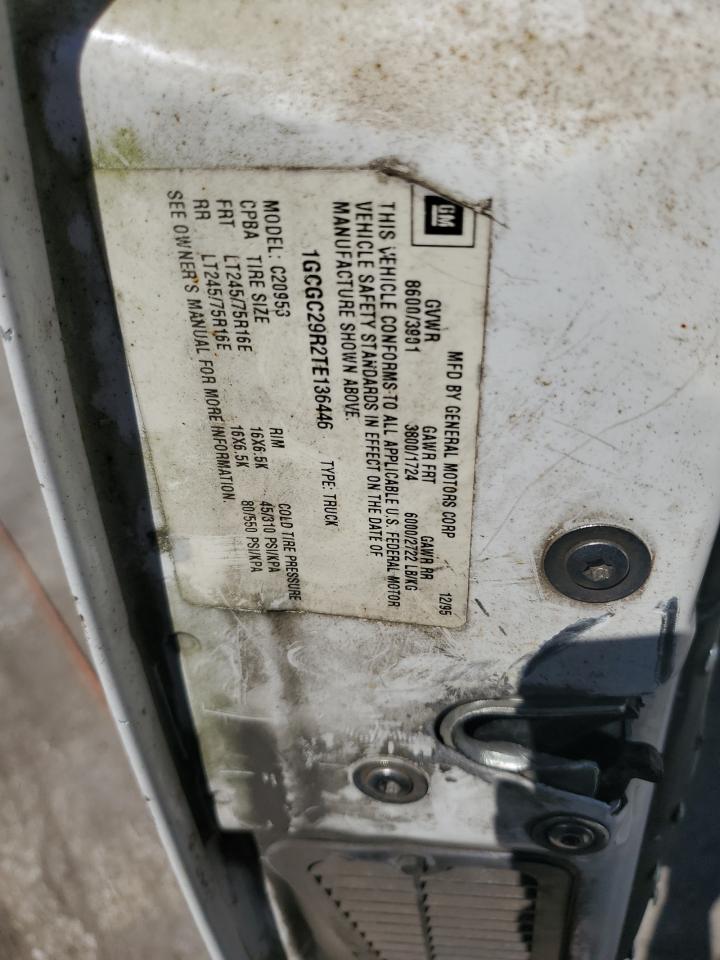 GM
MFD BY GENERAL MOTORS CORP 12/95
GVWR GAWR FRT GAWR RR
8600/3901 3800/1724 6000/2722 LB/KG
THIS VEHICLE CONFORMS TO ALL APPLICABLE U.S. FEDERAL MOTOR
VEHICLE SAFETY STANDARDS IN EFFECT ON THE DATE OF
MANUFACTURE SHOWN ABOVE.
1GCGC29R2TE136446 TYPE: TRUCK
MODEL: C20953
CPBA TIRE SIZE RIM COLD TIRE PRESSURE
FRT LT245/75R16E 16X6.5K 45/310 PSI/KPA
RR LT245/75R16E 16X6.5K 80/550 PSI/KPA
SEE OWNER'S MANUAL FOR MORE INFORMATION.